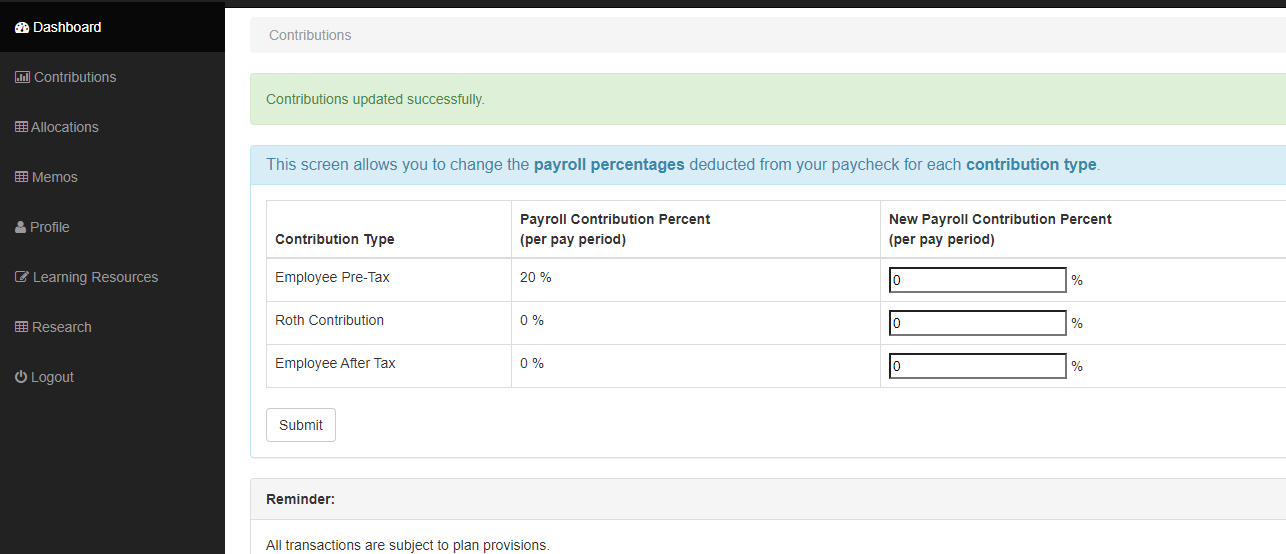 Dashboard
Contributions
Allocations
Memos
Profile
Learning Resources
Research
Logout
Contributions
Contributions updated successfully.
This screen allows you to change the payroll percentages deducted from your paycheck for each contribution type.
Contribution Type
Payroll Contribution Percent
(per pay period)
New Payroll Contribution Percent
(per pay period)
Employee Pre-Tax 20 % 0 %
Roth Contribution 0 % 0 %
Employee After Tax 0 % 0 %
Submit
Reminder:
All transactions are subject to plan provisions.